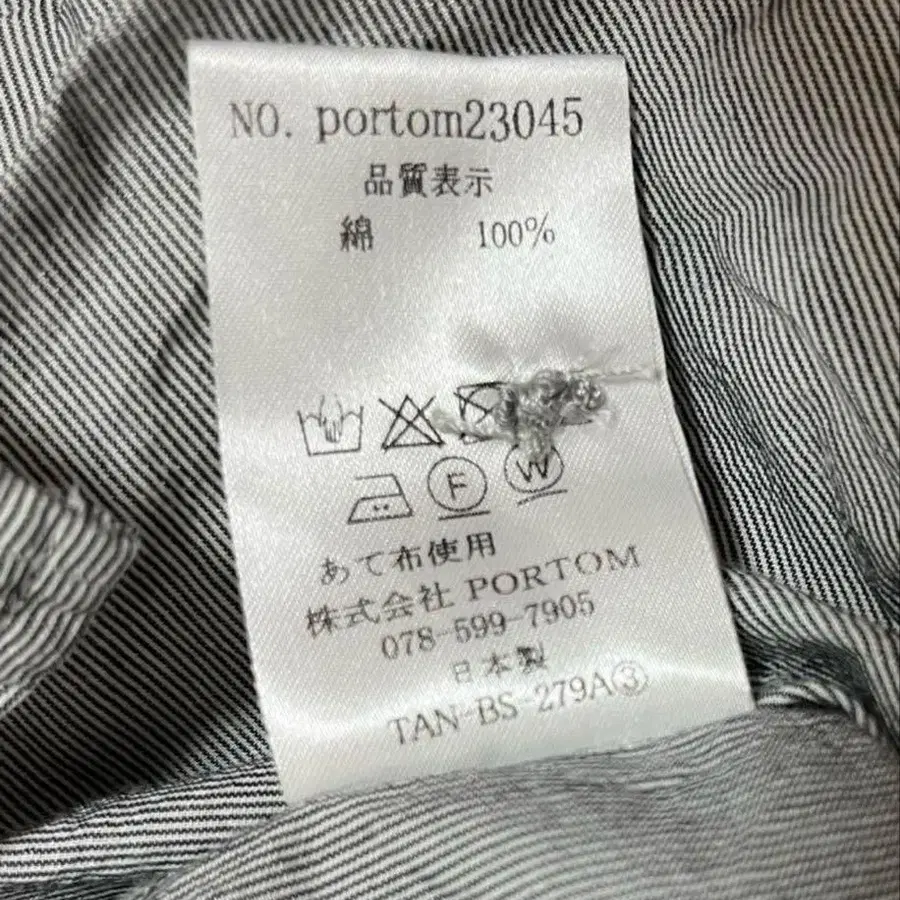 NO. portom23045
品質表示
綿 100%
F W
あて布使用
株式会社 PORTOM
078-599-7905
日本製
TAN-BS-279A③